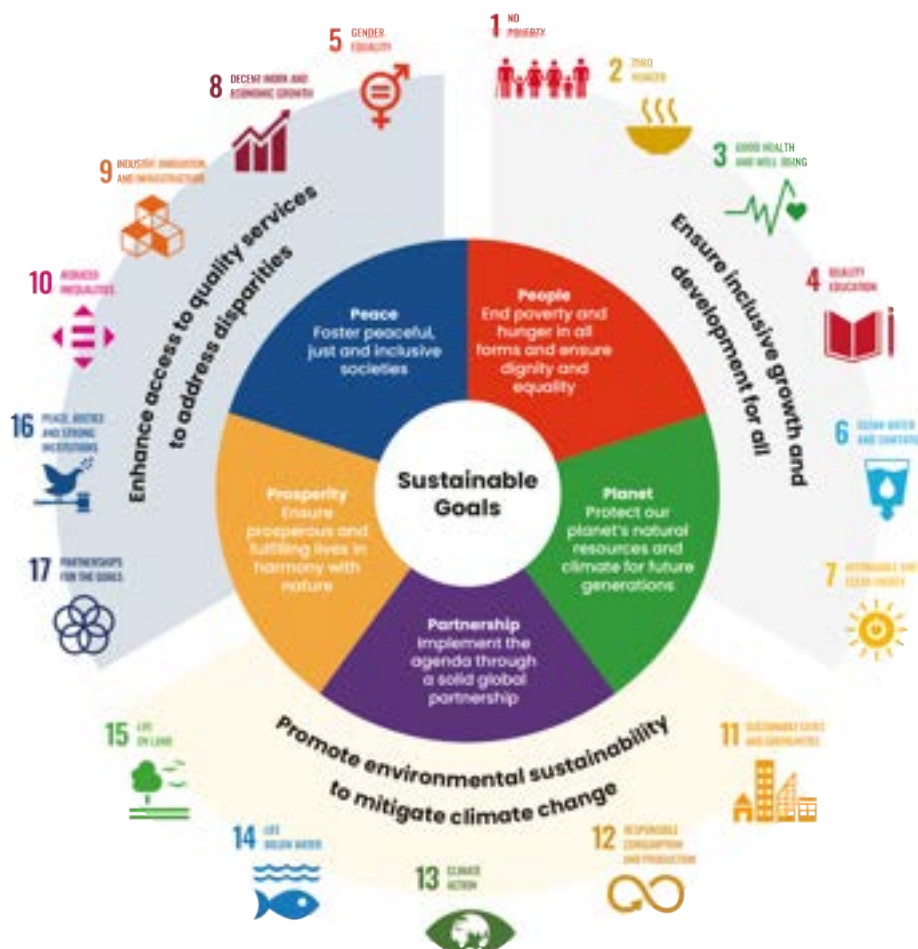 Sustainable
Goals
People
End poverty and
hunger in all
forms and ensure
dignity and
equality
Planet
Protect our
planet's natural
resources and
climate for future
generations
Partnership
Implement the
agenda through
a solid global
partnership
Prosperity
Ensure
prosperous and
fulfilling lives in
harmony with
nature
Peace
Foster peaceful,
just and inclusive
societies
Ensure inclusive growth and
development for all
1 NO
POVERTY
2 ZERO
HUNGER
3 GOOD HEALTH
AND WELL BEING
4 QUALITY
EDUCATION
6 CLEAN WATER
AND
7 AFFORDABLE AND
CLEAN ENERGY
Promote environmental sustainability
to mitigate climate change
11 SUSTAINABLE CITIES
AND COMMUNITIES
12 RESPONSIBLE
CONSUMPTION
AND PRODUCTION
13 CLIMATE
ACTION
14 LIFE
BELOW WATER
15 LIFE
ON LAND
Enhance access to quality services
to address disparities
17 PARTNERSHIPS
FOR THE GOALS
16 PEACE, JUSTICE
AND STRONG
INSTITUTIONS
10 REDUCED
INEQUALITIES
9 INDUSTRY, INNOVATION
AND INFRASTRUCTURE
8 DECENT WORK AND
ECONOMIC GROWTH
5 GENDER
EQUALITY